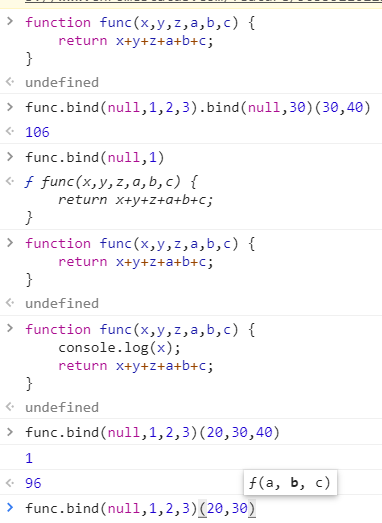 function func(x,y,z,a,b,c) {
return x+y+z+a+b+c;
}
undefined
func.bind(null,1,2,3).bind(null,30)(30,40)
106
func.bind(null,1)
ƒ func(x,y,z,a,b,c) {
return x+y+z+a+b+c;
}
function func(x,y,z,a,b,c) {
return x+y+z+a+b+c;
}
undefined
function func(x,y,z,a,b,c) {
console.log(x);
return x+y+z+a+b+c;
}
undefined
func.bind(null,1,2,3)(20,30,40)
1
96
ƒ(a, b, c)
func.bind(null,1,2,3)(20,30)